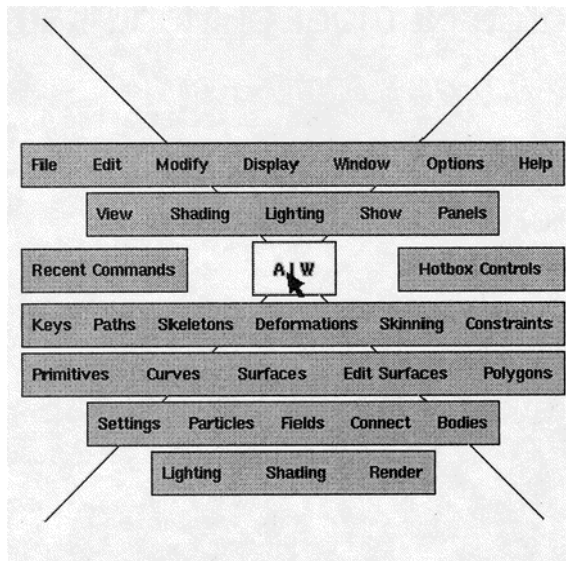 File Edit Modify Display Window Options Help
View Shading Lighting Show Panels
Recent Commands A | W Hotbox Controls
Keys Paths Skeletons Deformations Skinning Constraints
Primitives Curves Surfaces Edit Surfaces Polygons
Settings Particles Fields Connect Bodies
Lighting Shading Render